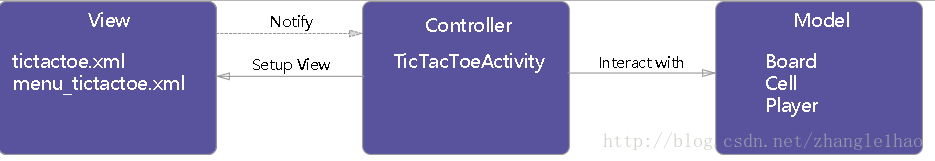 View
tictactoe.xml
menu_tictactoe.xml
Notify
Setup View
Controller
TicTacToeActivity
Interact with
Model
Board
Cell
Player
http://blog.csdn.net/zhanglelhao